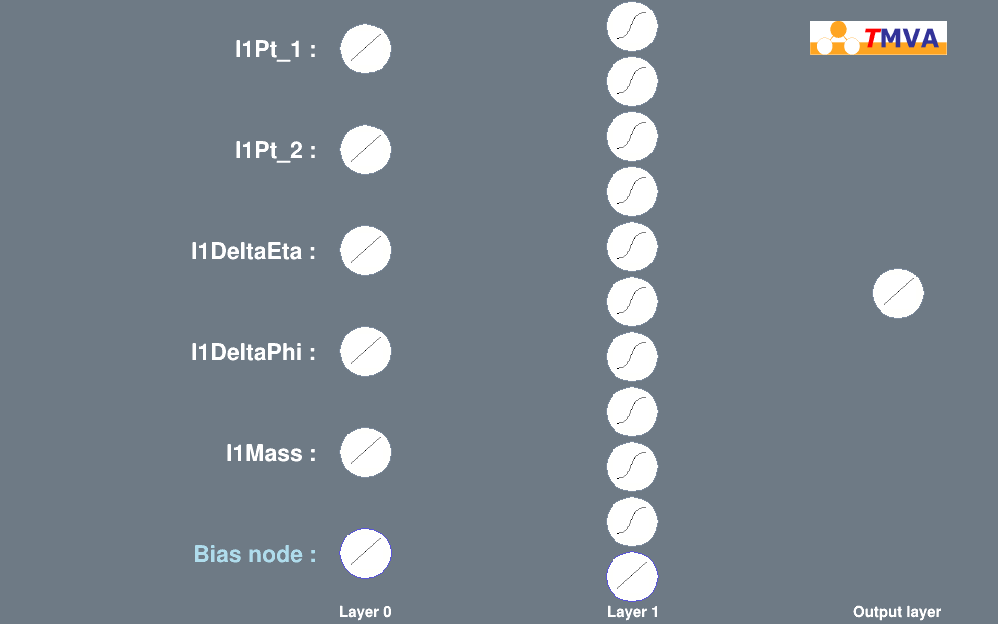 l1Pt_1 :
TMVA
l1Pt_2 :
l1DeltaEta :
l1DeltaPhi :
l1Mass :
Bias node :
Layer 0
Layer 1
Output layer